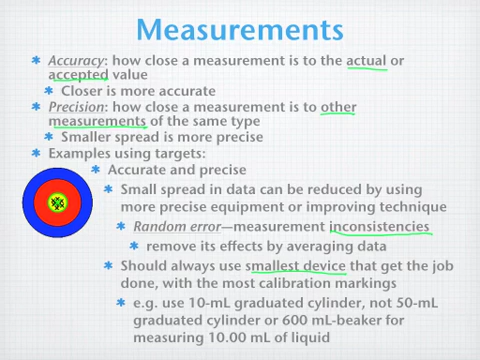 Measurements
Accuracy: how close a measurement is to the actual or
accepted value
Closer is more accurate
Precision: how close a measurement is to other
measurements of the same type
Smaller spread is more precise
Examples using targets:
Accurate and precise
Small spread in data can be reduced by using
more precise equipment or improving technique
Random error—measurement inconsistencies
remove its effects by averaging data
Should always use smallest device that get the job
done, with the most calibration markings
e.g. use 10-mL graduated cylinder, not 50-mL
graduated cylinder or 600 mL-beaker for
measuring 10.00 mL of liquid